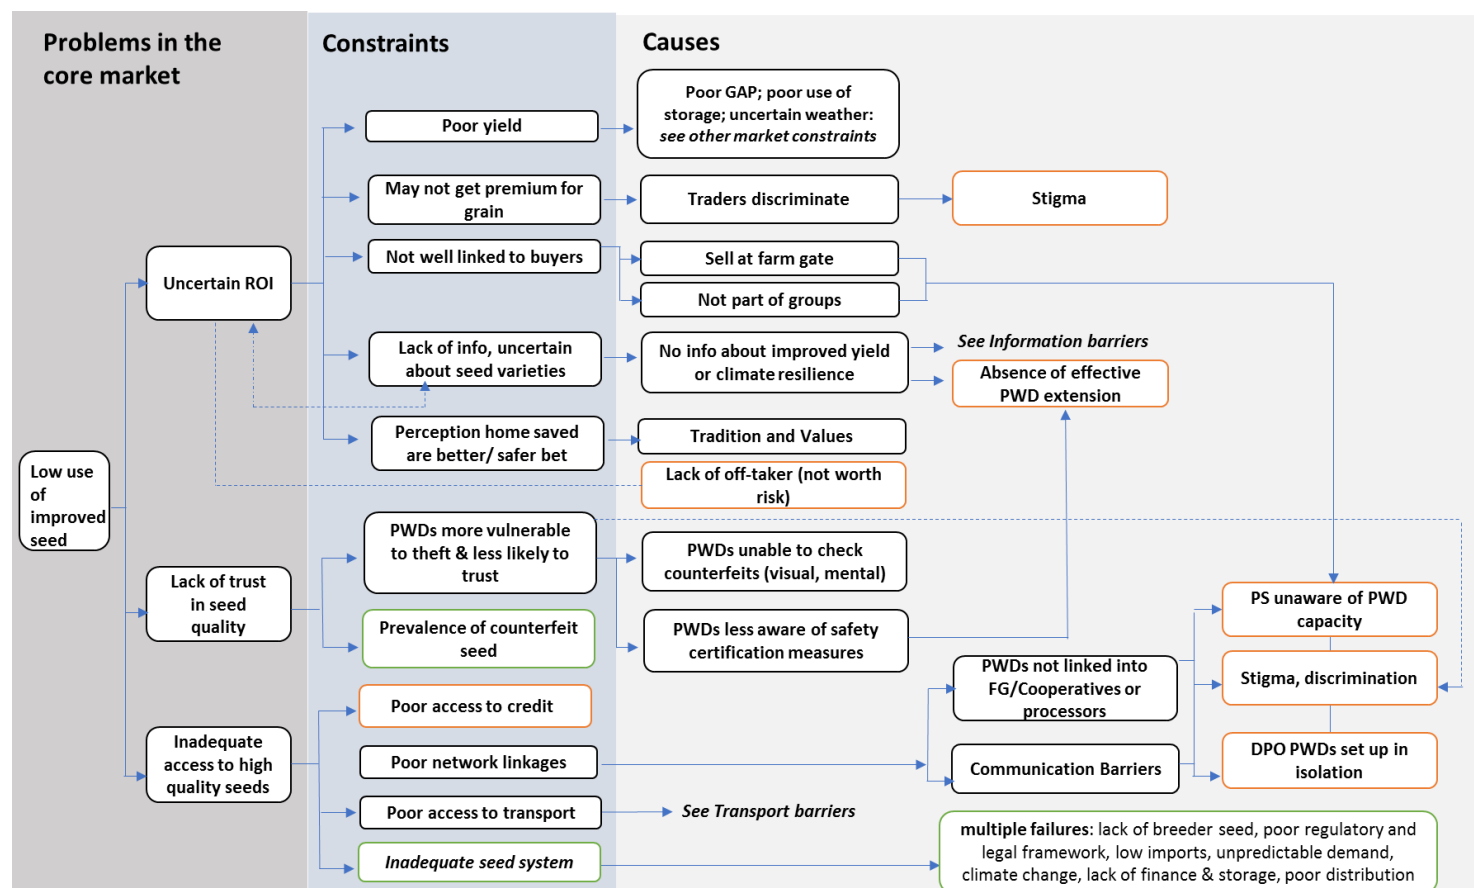 Problems in the
core market
Constraints
Causes
Poor GAP; poor use of
storage; uncertain weather:
see other market constraints
Poor yield
May not get premium for
grain
Traders discriminate
Stigma
Not well linked to buyers
Sell at farm gate
Not part of groups
Uncertain ROI
Lack of info, uncertain
about seed varieties
No info about improved yield
or climate resilience
See Information barriers
Absence of effective
PWD extension
Perception home saved
are better/ safer bet
Tradition and Values
Lack of off-taker (not worth
risk)
Low use
of
improved
seed
PWDs more vulnerable
to theft & less likely to
trust
PWDs unable to check
counterfeits (visual, mental)
Lack of trust
in seed
quality
Prevalence of counterfeit
seed
PWDs less aware of safety
certification measures
PS unaware of PWD
capacity
PWDs not linked into
FG/Cooperatives or
processors
Stigma, discrimination
Poor access to credit
Inadequate
access to high
quality seeds
Poor network linkages
Communication Barriers
DPO PWDs set up in
isolation
Poor access to transport
See Transport barriers
Inadequate seed system
multiple failures: lack of breeder seed, poor regulatory and
legal framework, low imports, unpredictable demand,
climate change, lack of finance & storage, poor distribution